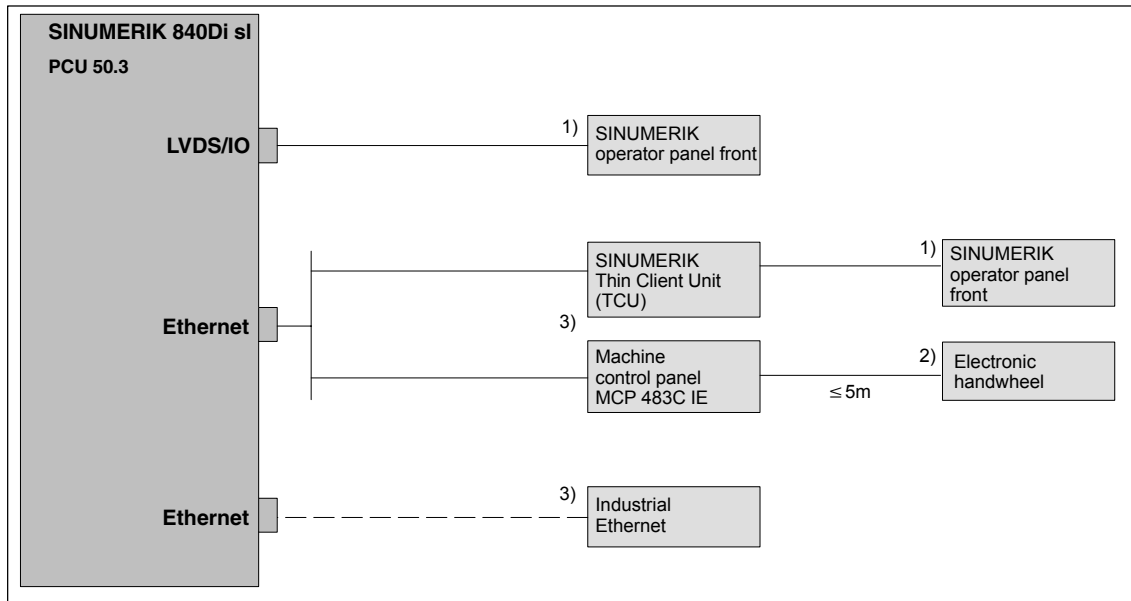 SINUMERIK 840Di sl
PCU 50.3
LVDS/IO
1)
SINUMERIK
operator panel front
Ethernet
SINUMERIK
Thin Client Unit
(TCU)
1)
SINUMERIK
operator panel
front
3)
Machine
control panel
MCP 483C IE
≤ 5m
2)
Electronic
handwheel
Ethernet
3)
Industrial
Ethernet